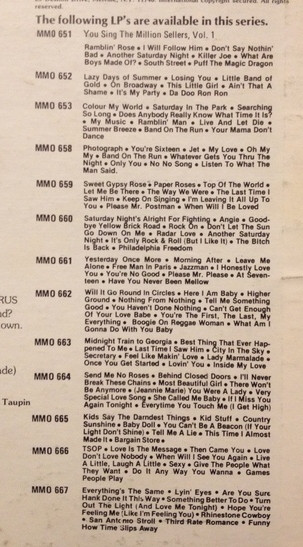 reserved.
The following LP's are available in this series.
MMO 651 You Sing The Million Sellers, Vol. 1
Ramblin' Rose • I Will Follow Him • Don't Say Nothin'
Bad • Another Saturday Night • Killer Joe • What Are
Boys Made Of? • South Street • Puff The Magic Dragon
MMO 652 Lazy Days of Summer • Losing You • Little Band of
Gold • On Broadway • This Little Girl • Ain't That A
Shame • It's My Party • Da Doo Ron Ron
MMO 653 Colour My World • Saturday In The Park • Searching
So Long • Does Anybody Really Know What Time It Is?
• My Music • Ramblin' Man • Live And Let Die •
Summer Breeze • Band On The Run • Your Mama Don't
Dance
MMO 658 Photograph • You're Sixteen • Jet • My Love • Oh My
My • Band On The Run • Whatever Gets You Thru The
Night • Only You • No No Song • Listen To What The
Man Said.
MMO 659 Sweet Gypsy Rose • Paper Roses • Top Of The World •
Let Me Be There • The Way We Were • The Last Time I
Saw Him • Keep On Singing • I'm Leaving It All Up To
You • Please Mr. Postman • When Will I Be Loved
MMO 660 Saturday Night's Alright For Fighting • Angie • Good-
bye Yellow Brick Road • Rock On • Don't Let The Sun
Go Down On Me • Radar Love • Another Saturday
Night • It's Only Rock & Roll (But I Like It) • The Bitch
Is Back • Philadelphia Freedom
MMO 661 Yesterday Once More • Morning After • Leave Me
Alone • Free Man In Paris • Jazzman • I Honestly Love
You • You're No Good • Please Mr. Please • At Seven-
teen • Have You Never Been Mellow
MMO 662 Will It Go Round In Circles • Here I Am Baby • Higher
Ground • Nothing From Nothing • Tell Me Something
Good • You Haven't Done Nothing • Can't Get Enough
Of Your Love Babe • You're The First, The Last, My
Everything • Boogie On Reggae Woman • What Am I
Gonna Do With You Baby
MMO 663 Midnight Train to Georgia • Best Thing That Ever Hap-
pened To Me • Last Time I Saw Him • City In The Sky •
Secretary • Feel Like Makin' Love • Lady Marmalade •
Once You Get Started • Lovin' You • Inside My Love
MMO 664 Send Me No Roses • Behind Closed Doors • I'll Never
Break These Chains • Most Beautiful Girl • There Won't
Be Anymore • (Jeannie Marie) You Were A Lady • Very
Special Love Song • She Called Me Baby • If I Miss You
Again Tonight • Everytime You Touch Me (I Get High)
MMO 665 Kids Say The Darndest Things • Kid Stuff • Country
Sunshine • Baby Doll • You Can't Be A Beacon (If Your
Light Don't Shine) • Tell Me A Lie • This Time I Almost
Made It • Bargain Store •
MMO 666 TSOP • Love Is The Message • Then Came You • Love
Don't Love Nobody • When Will I See You Again • Live
A Little, Laugh A Little • Sexy • Give The People What
They Want • Do It Any Way You Wanna • Games
People Play
MMO 667 Everything's The Same • Lyin' Eyes • Are You Sure
Hank Done It This Way • Something Better To Do • Turn
Out The Light (And Love Me Tonight) • Hope You're
Feeling Me (Like I'm Feeling You) • Rhinestone Cowboy
• San Antonio Stroll • Third Rate Romance • Funny
How Time Slips Away
RUS
nd?
own.
de)
Taupin